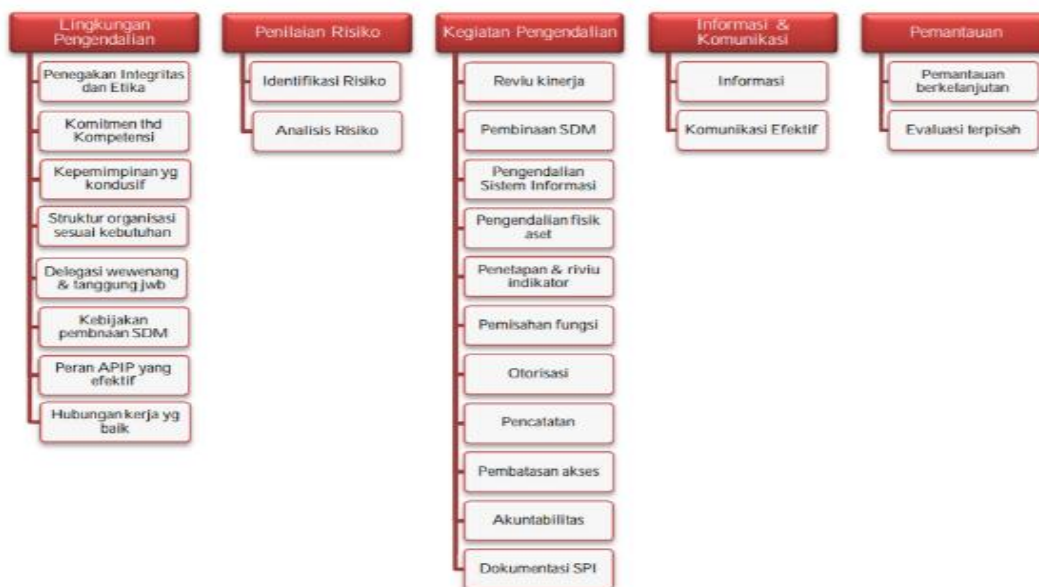 Lingkungan
Pengendalian
Penegakan Integritas
dan Etika
Komitmen thd
Kompetensi
Kepemimpinan yg
kondusif
Struktur organisasi
sesuai kebutuhan
Delegasi wewenang
& tanggung jwb
Kebijakan
pembnaan SDM
Peran APIP yang
efektif
Hubungan kerja yg
baik
Penilaian Risiko
Identifikasi Risiko
Analisis Risiko
Kegiatan Pengendalian
Reviu kinerja
Pembinaan SDM
Pengendalian
Sistem Informasi
Pengendalian fisik
aset
Penetapan & riviu
indikator
Pemisahan fungsi
Otorisasi
Pencatatan
Pembatasan akses
Akuntabilitas
Dokumentasi SPI
Informasi &
Komunikasi
Informasi
Komunikasi Efektif
Pemantauan
Pemantauan
berkelanjutan
Evaluasi terpisah